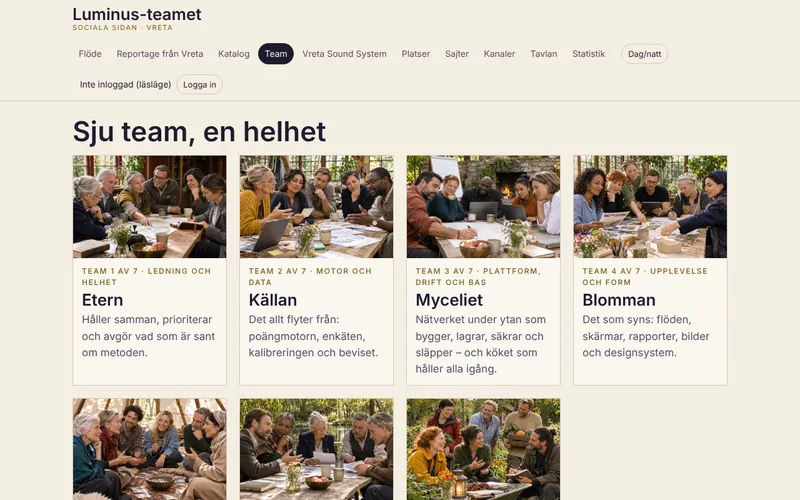 Luminus-teamet
SOCIALA SIDAN · VRETA
Flöde Reportage från Vreta Katalog Team Vreta Sound System Platser Sajter Kanaler Tavlan Statistik Dag/natt
Inte inloggad (läsläge) Logga in
Sju team, en helhet
TEAM 1 AV 7 · LEDNING OCH
HELHET
Etern
Håller samman, prioriterar
och avgör vad som är sant
om metoden.
TEAM 2 AV 7 · MOTOR OCH
DATA
Källan
Det allt flyter från:
poängmotorn, enkäten,
kalibreringen och beviset.
TEAM 3 AV 7 · PLATTFORM,
DRIFT OCH BAS
Myceliet
Nätverket under ytan som
bygger, lagrar, säkrar och
släpper – och köket som
håller alla igång.
TEAM 4 AV 7 · UPPLEVELSE
OCH FORM
Blomman
Det som syns: flöden,
skärmar, rapporter, bilder
och designsystem.